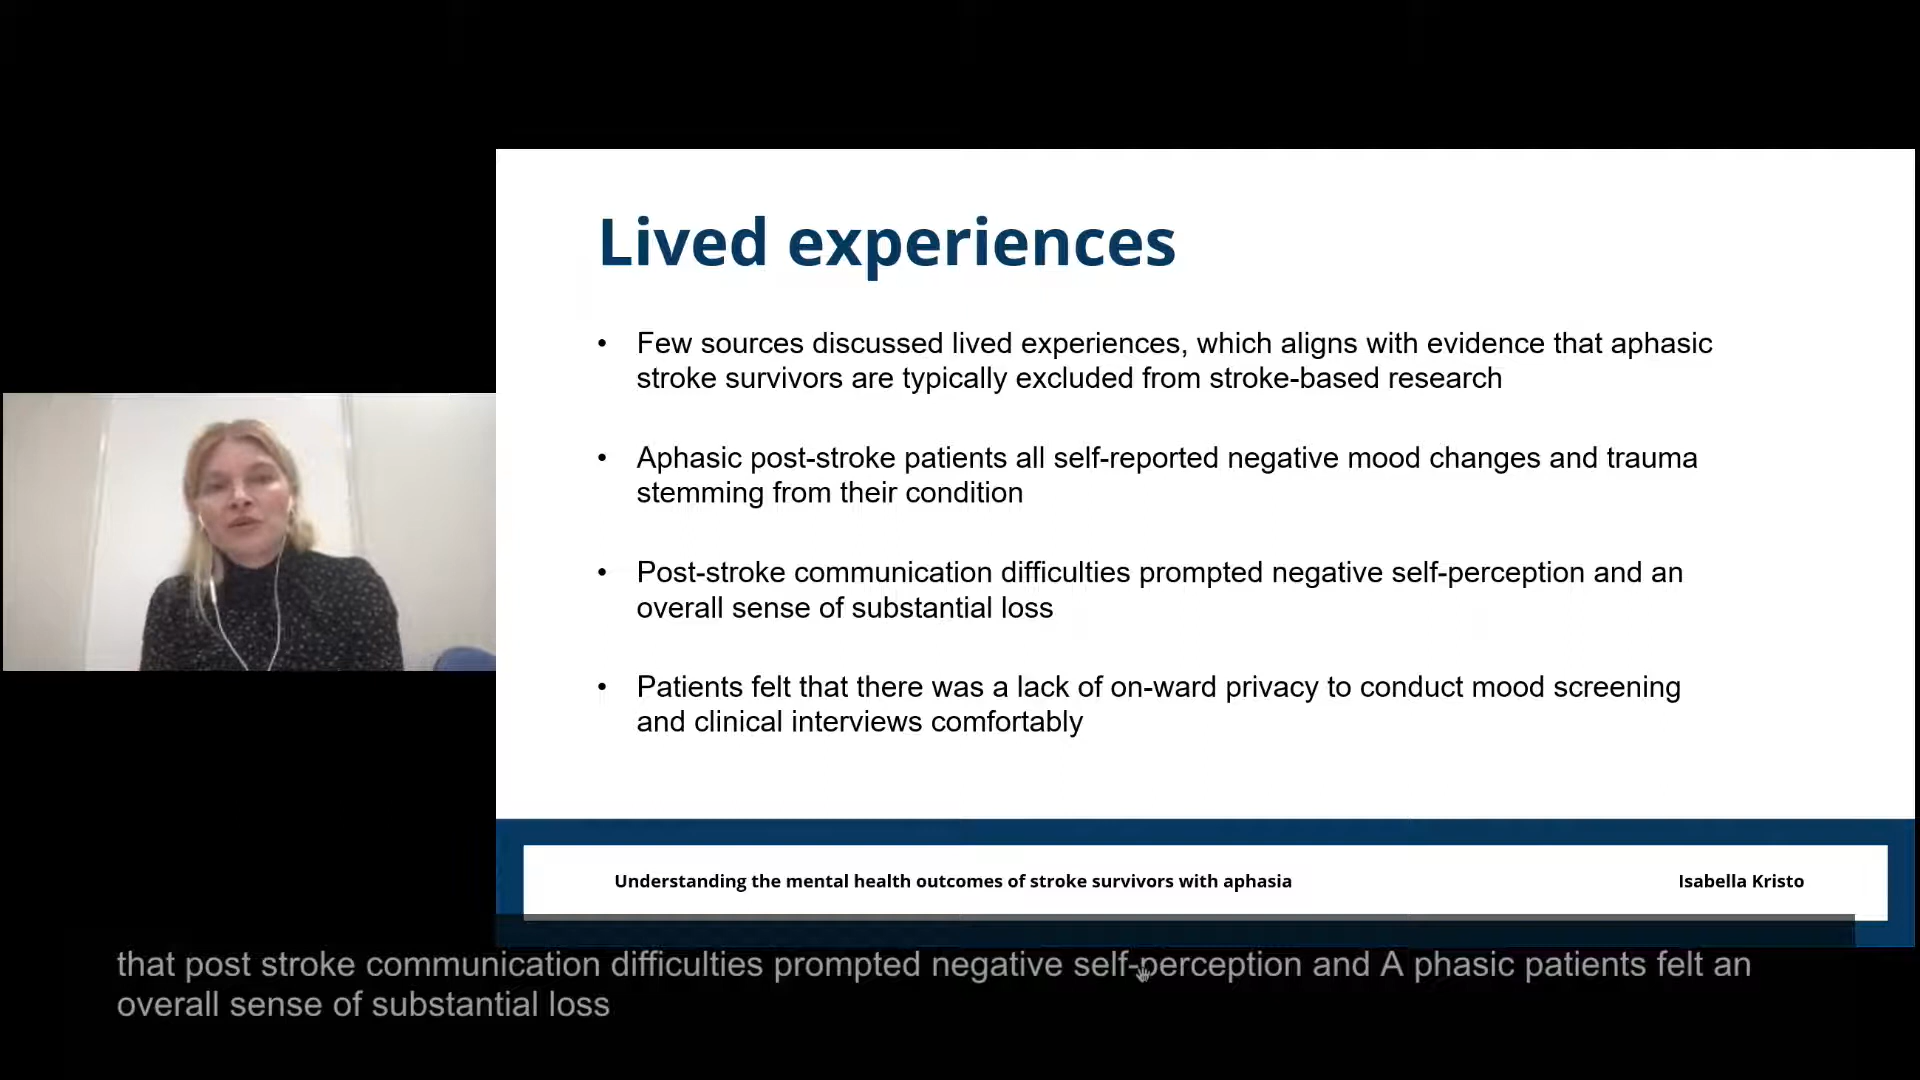 Lived experiences
• Few sources discussed lived experiences, which aligns with evidence that aphasic
stroke survivors are typically excluded from stroke-based research
• Aphasic post-stroke patients all self-reported negative mood changes and trauma
stemming from their condition
• Post-stroke communication difficulties prompted negative self-perception and an
overall sense of substantial loss
• Patients felt that there was a lack of on-ward privacy to conduct mood screening
and clinical interviews comfortably
Understanding the mental health outcomes of stroke survivors with aphasia
Isabella Kristo
that post stroke communication difficulties prompted negative self-perception and A phasic patients felt an
overall sense of substantial loss